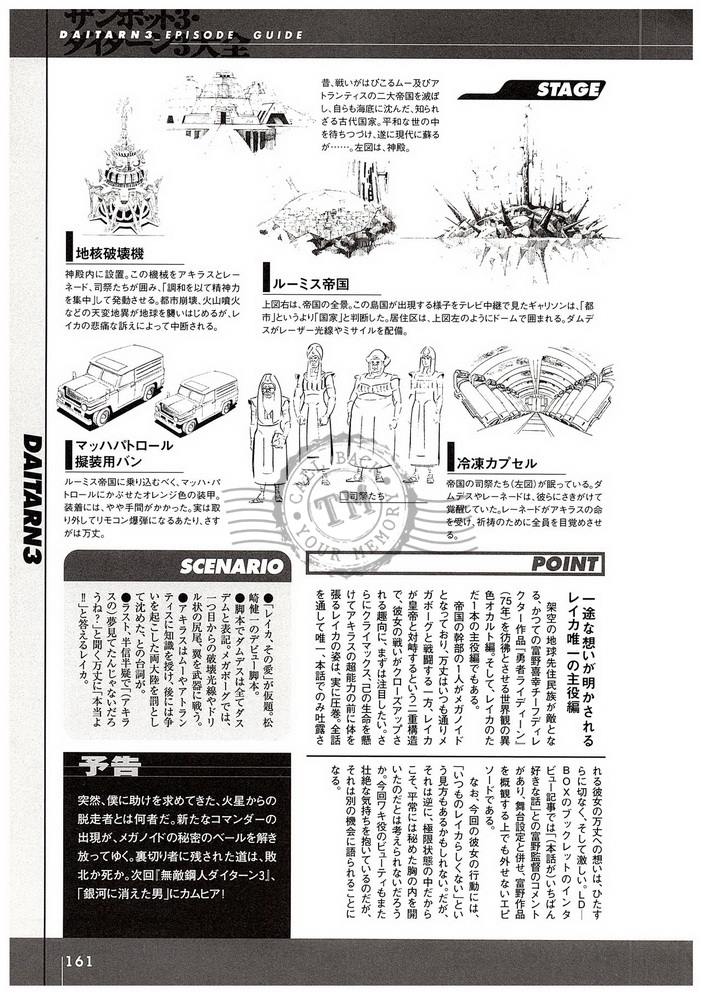 ザンボット3・
ダイターン3大全
DAITARN3_EPISODE GUIDE
STAGE
昔、戦いがはびこるムー及びア
トランティスの二大帝国を滅ぼ
し、自らも海底に沈んだ、知られ
ざる古代国家。平和な世の中
を待ちつづけ、遂に現代に蘇る
が……。左図は、神殿。
地核破壊機
神殿内に設置。この機械をアキラスとレー
ネード、司祭たちが囲み、「調和を以て精神力
を集中」して発動させる。都市崩壊、火山噴火
などの天変地異が地球を襲いはじめるが、レ
イカの悲痛な訴えによって中断される。
ルーミス帝国
上図右は、帝国の全景。この島国が出現する様子をテレビ中継で見たギャリソンは、「都
市」というより「国家」と判断した。居住区は、上図左のようにドームで囲まれる。ダムデ
スがレーザー光線やミサイルを配備。
マッハパトロール
擬装用バン
ルーミス帝国に乗り込むべく、マッハ・パ
トロールにかぶせたオレンジ色の装甲。
装着には、やや手間がかかった。実は取
り外してリモコン爆弾になるあたり、さす
がは万丈。
□司祭たち
冷凍カプセル
帝国の司祭たち(左図)が眠っている。ダ
ムデスやレーネードは、彼らにさきがけて
覚醒していた。レーネードがアキラスの命
を受け、祈祷のために全員を目覚めさせ
る。
CALL BACK
TM
YOUR MEMORY
DAITARN3
SCENARIO
●「レイカ、その愛」が仮題。松
崎健一のデビュー脚本。
●脚本でダムデスは全てダス
デムと表記。メガボーグでは、
一つ目からの破壊光線やドリ
ル状の尻尾、翼を武器に戦う。
●アキラスはムーやアトラン
ティスに知識を授け、後には争
いを起こした両大陸を罰とし
て沈めた、との台詞が。
●ラスト、半信半疑で「(アキラ
スの)夢見てたんじゃないだろ
うね?」と聞く万丈に「本当よ
!!」と答えるレイカ。
POINT
一途な想いが明かされる
レイカ唯一の主役編
架空の地球先住民族が敵とな
る、かつての富野喜幸チーフディレ
クター作品『勇者ライディーン』
(75年)を彷彿とさせる世界観の異
色オカルト編。そして、レイカのた
だ1本の主役編でもある。
帝国の幹部の1人がメガノイド
となっており、万丈はいつも通りメ
ガボーグと戦闘する一方、レイカ
が皇帝と対峙するという二重構造
で、彼女の戦いがクローズアップさ
れる趣向に、まずは注目したい。さ
らにクライマックス、己の生命を懸
けてアキラスの超能力の前に体を
張るレイカの姿は、実に圧巻。全話
を通して唯一、本話でのみ吐露さ
れる彼女の万丈への想いは、ひたす
らに切なく、そして激しい。LD―
BOXのブックレットのインタ
ビュー記事では「(本話が)いちばん
好きな話」との富野監督のコメント
があり、舞台設定と併せ、富野作品
を概観する上でも外せないエピ
ソードである。
なお、今回の彼女の行動には、
「いつものレイカらしくない」とい
う見方もあるかもしれない。だが、
それは逆に、極限状態の中だから
こそ、平常には秘めた胸の内を開
いたのだとは考えられないだろう
か。今回ワキ役のビューティもまた
壮絶な気持ちを抱いているのだが、
それは別の機会に語られることに
なる。
予告
突然、僕に助けを求めてきた、火星からの
脱走者とは何者だ。新たなコマンダーの
出現が、メガノイドの秘密のベールを解き
放ってゆく。裏切り者に残された道は、敗
北か死か。次回『無敵鋼人ダイターン3』、
「銀河に消えた男」にカムヒア!
161